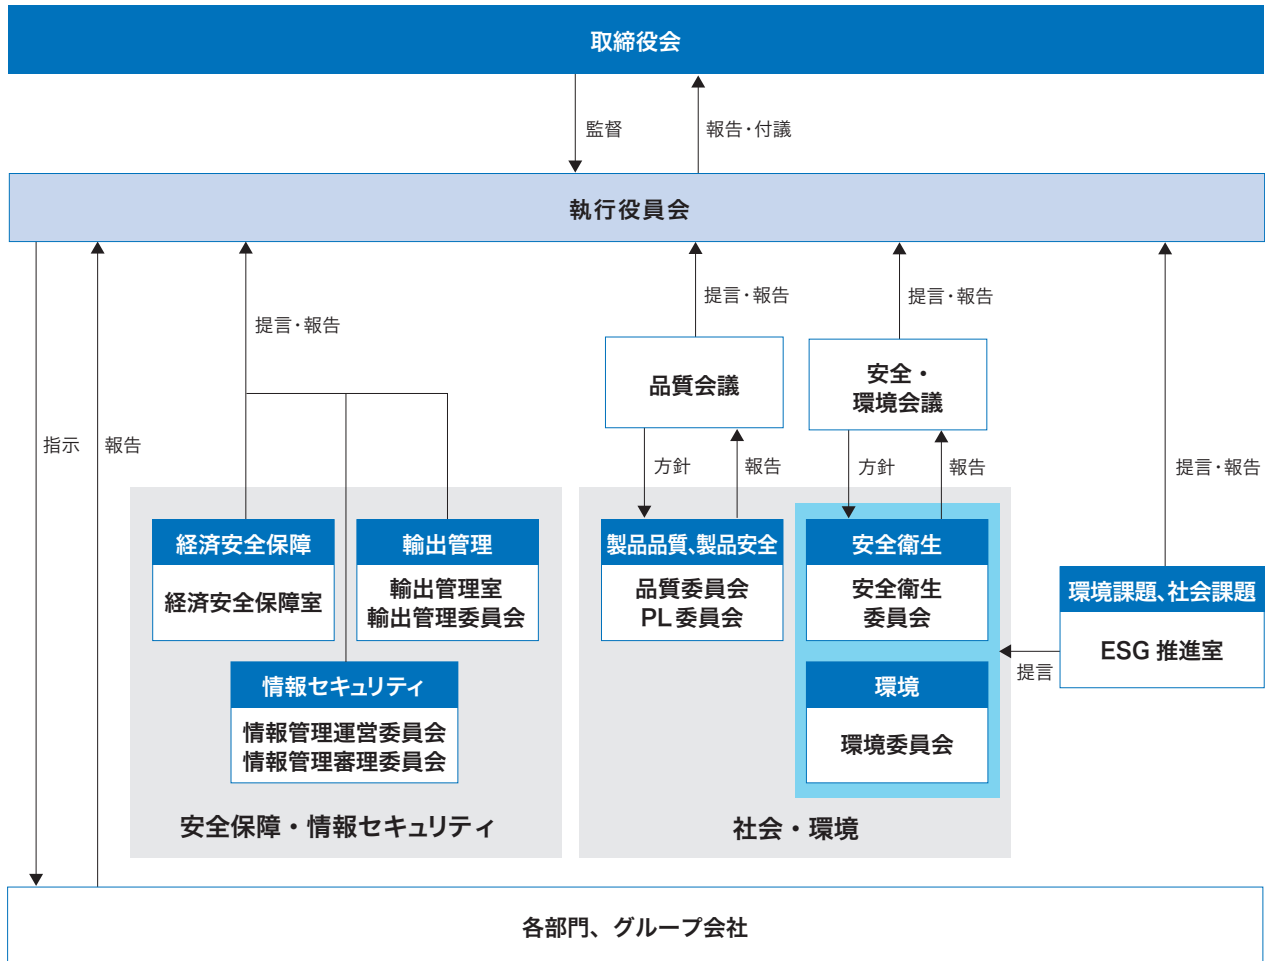 取締役会
監督
報告・付議
執行役員会
提言・報告
提言・報告
提言・報告
品質会議
安全・
環境会議
指示
報告
方針
報告
方針
報告
提言・報告
経済安全保障
経済安全保障室
輸出管理
輸出管理室
輸出管理委員会
製品品質、製品安全
品質委員会
PL委員会
安全衛生
安全衛生
委員会
環境課題、社会課題
ESG 推進室
提言
情報セキュリティ
情報管理運営委員会
情報管理審理委員会
環境
環境委員会
安全保障・情報セキュリティ
社会・環境
各部門、グループ会社